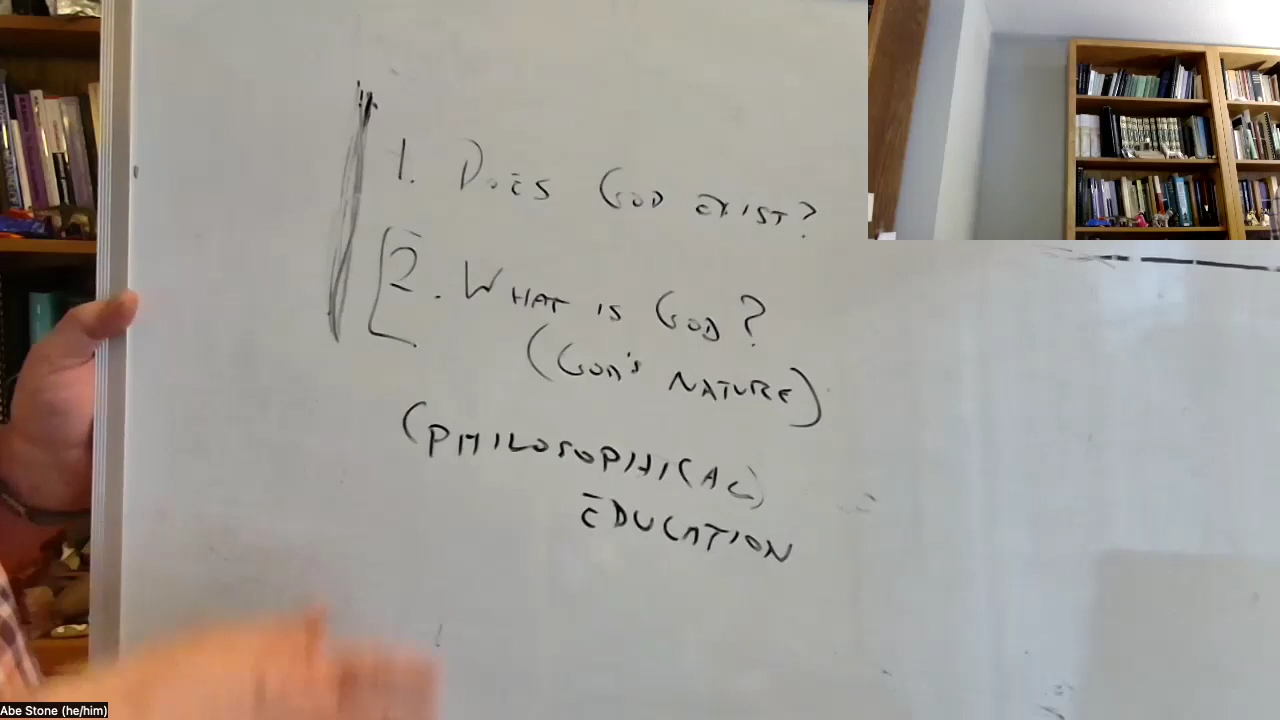 1. DOES GOD EXIST?
2. WHAT IS GOD?
(GOD'S NATURE)
(PHILOSOPHICAL)
EDUCATION
Abe Stone (he/him)